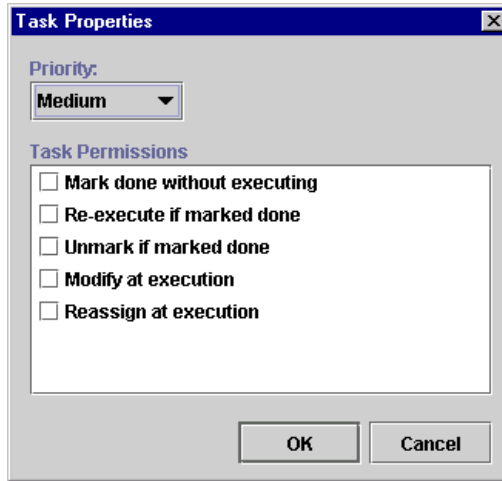 Task Properties
Priority:
Medium
Task Permissions
Mark done without executing
Re-execute if marked done
Unmark if marked done
Modify at execution
Reassign at execution
OK Cancel